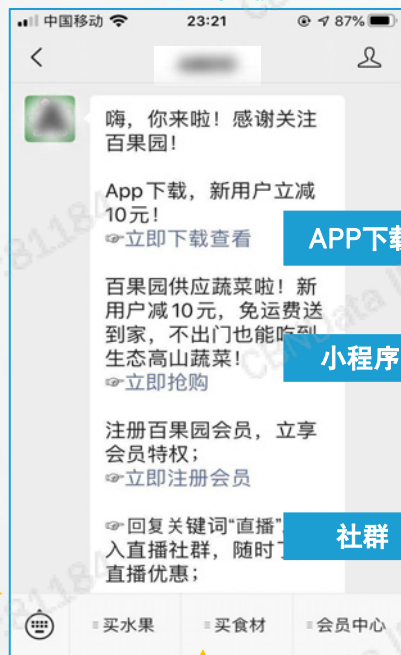 中国移动 23:21 87%
嗨，你来啦！感谢关注
百果园！
App下载，新用户立减
10元！
☞立即下载查看
APP下载
百果园供应蔬菜啦！新
用户减10元，免运费送
到家，不出门也能吃到
生态高山蔬菜！
小程序
☞立即抢购
注册百果园会员，立享
会员特权；
☞立即注册会员
☞回复关键词“直播”
入直播社群，随时
直播优惠；
社群
≡买水果 ≡买食材 ≡会员中心
CBNData
81184